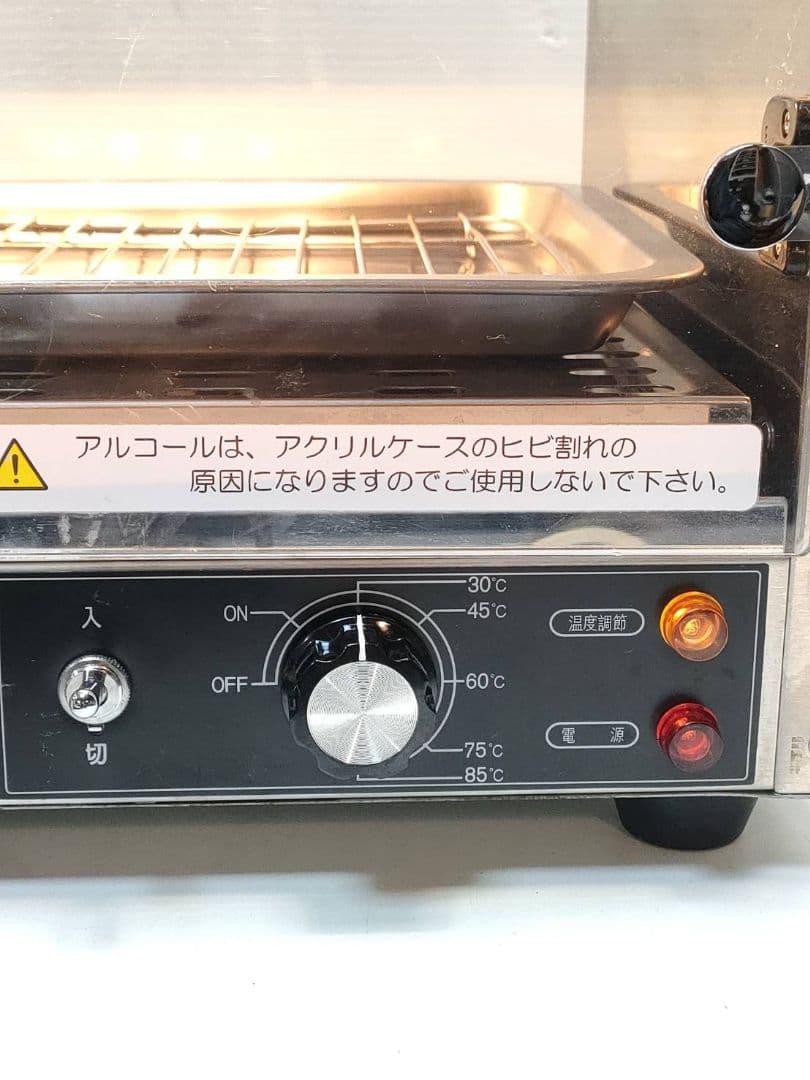 アルコールは、アクリルケースのヒビ割れの
原因になりますのでご使用しないで下さい。
入
切
ON
OFF
30℃
45℃
60℃
75℃
85℃
温度調節
電源